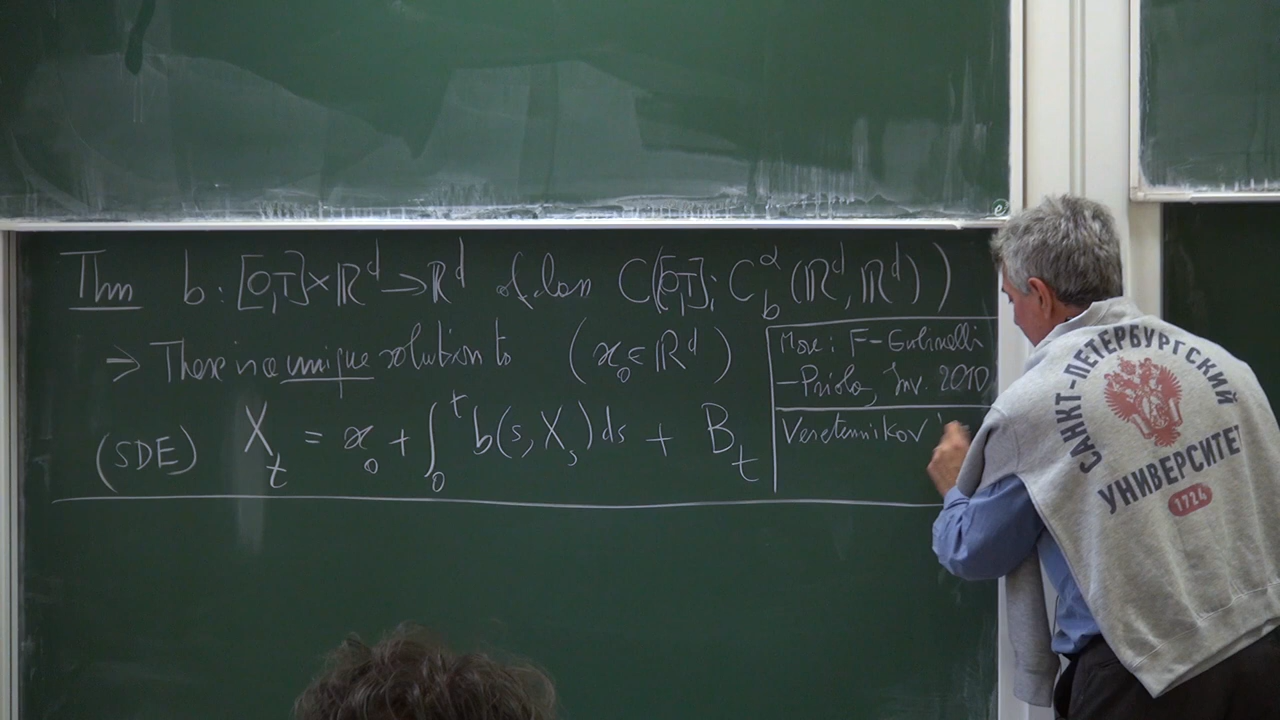 Thm b : [0,T]×ℝ^d → ℝ^d of class C([0,T]; C_b^α (ℝ^d, ℝ^d))
⇒ There is a unique solution to (x_0 ∈ ℝ^d)
(SDE) X_t = x_0 + ∫_0^t b(s, X_s) ds + B_t
More: F-Gubinelli
-Priola, Inv. 2010
Veretennikov
САНКТ-ПЕТЕРБУРГСКИЙ
УНИВЕРСИТЕТ
1724